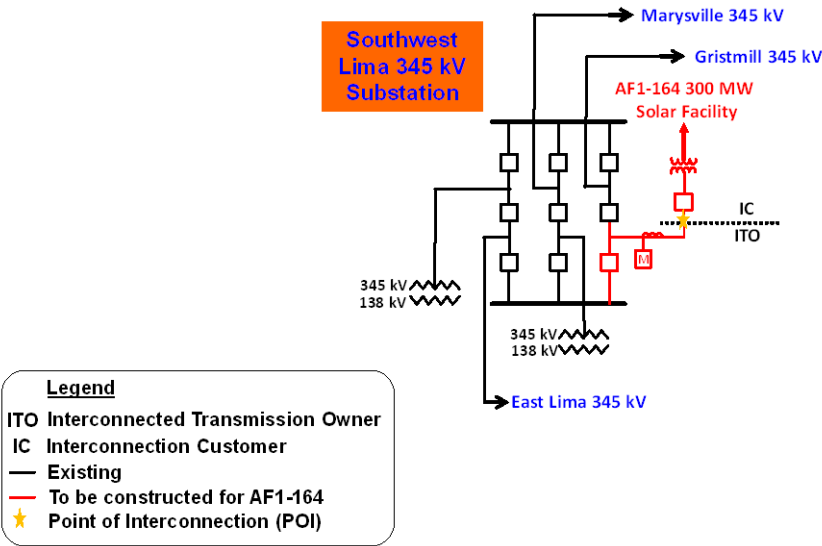 Marysville 345 kV
Southwest
Lima 345 kV
Substation
Gristmill 345 kV
AF1-164 300 MW
Solar Facility
IC
ITO
M
345 kV
138 kV
345 kV
138 kV
East Lima 345 kV
Legend
ITO Interconnected Transmission Owner
IC Interconnection Customer
Existing
To be constructed for AF1-164
Point of Interconnection (POI)